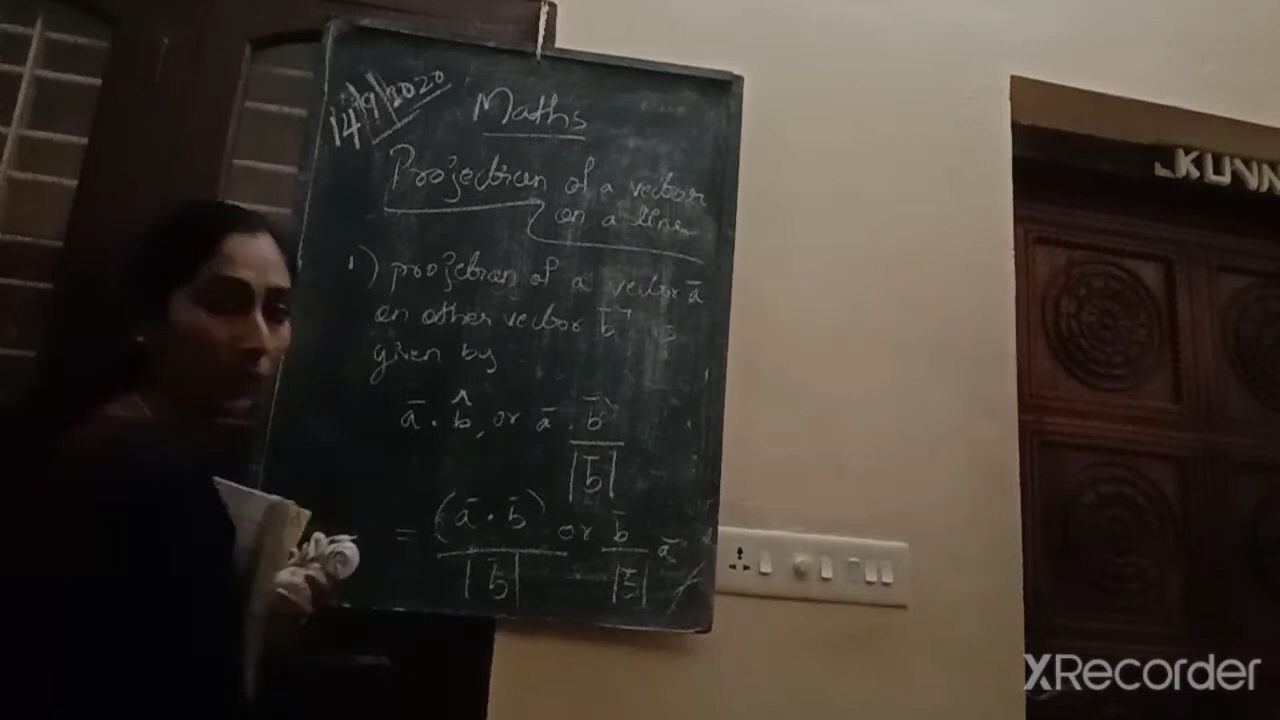 14/9/2020
Maths
Projection of a vector
on a line
1) projection of a vector a̅
on other vector b̅ is
given by
a̅ . b̂, or a̅ . b̅
|b̅|
= (a̅ . b̅) or b̅ a̅
|b̅| |b̅|
KUNN
XRecorder